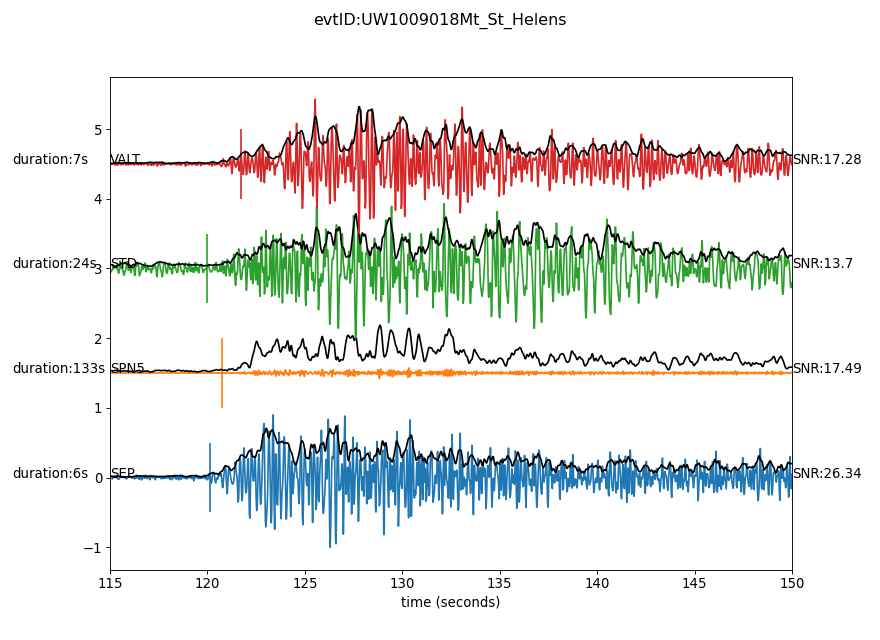 evtID:UW1009018Mt_St_Helens
5
duration:7s VALT SNR:17.28
4
duration:24s 3 STD SNR:13.7
2
duration:133s SPN5 SNR:17.49
1
duration:6s 0 SEP SNR:26.34
−1
115 120 125 130 135 140 145 150
time (seconds)